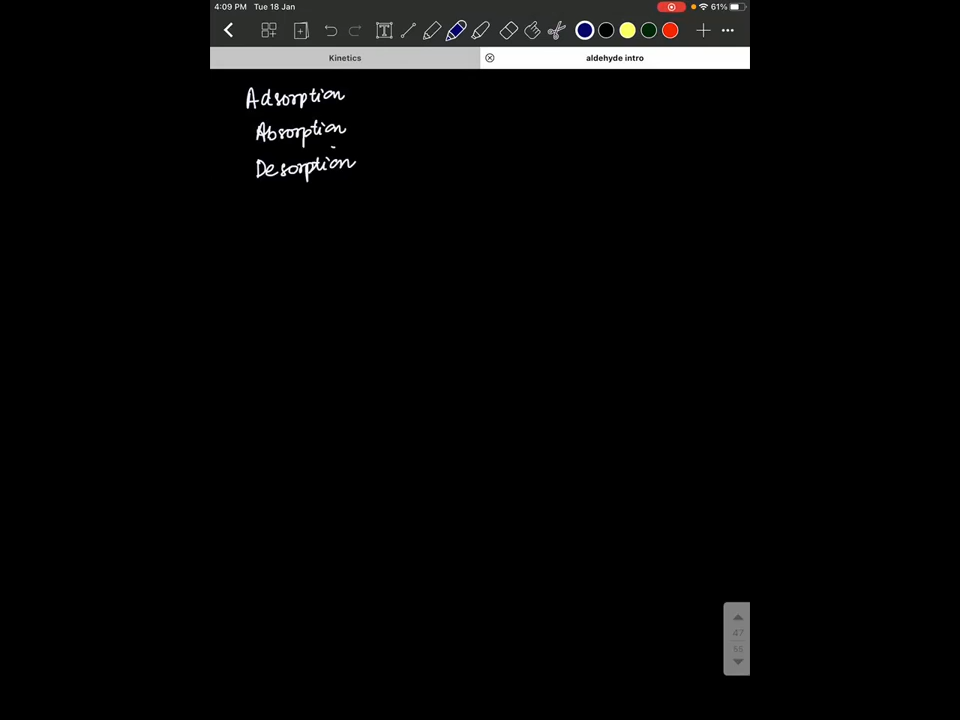 4:09 PM Tue 18 Jan 61%
T
Kinetics aldehyde intro
Adsorption
Absorption
Desorption
47
55